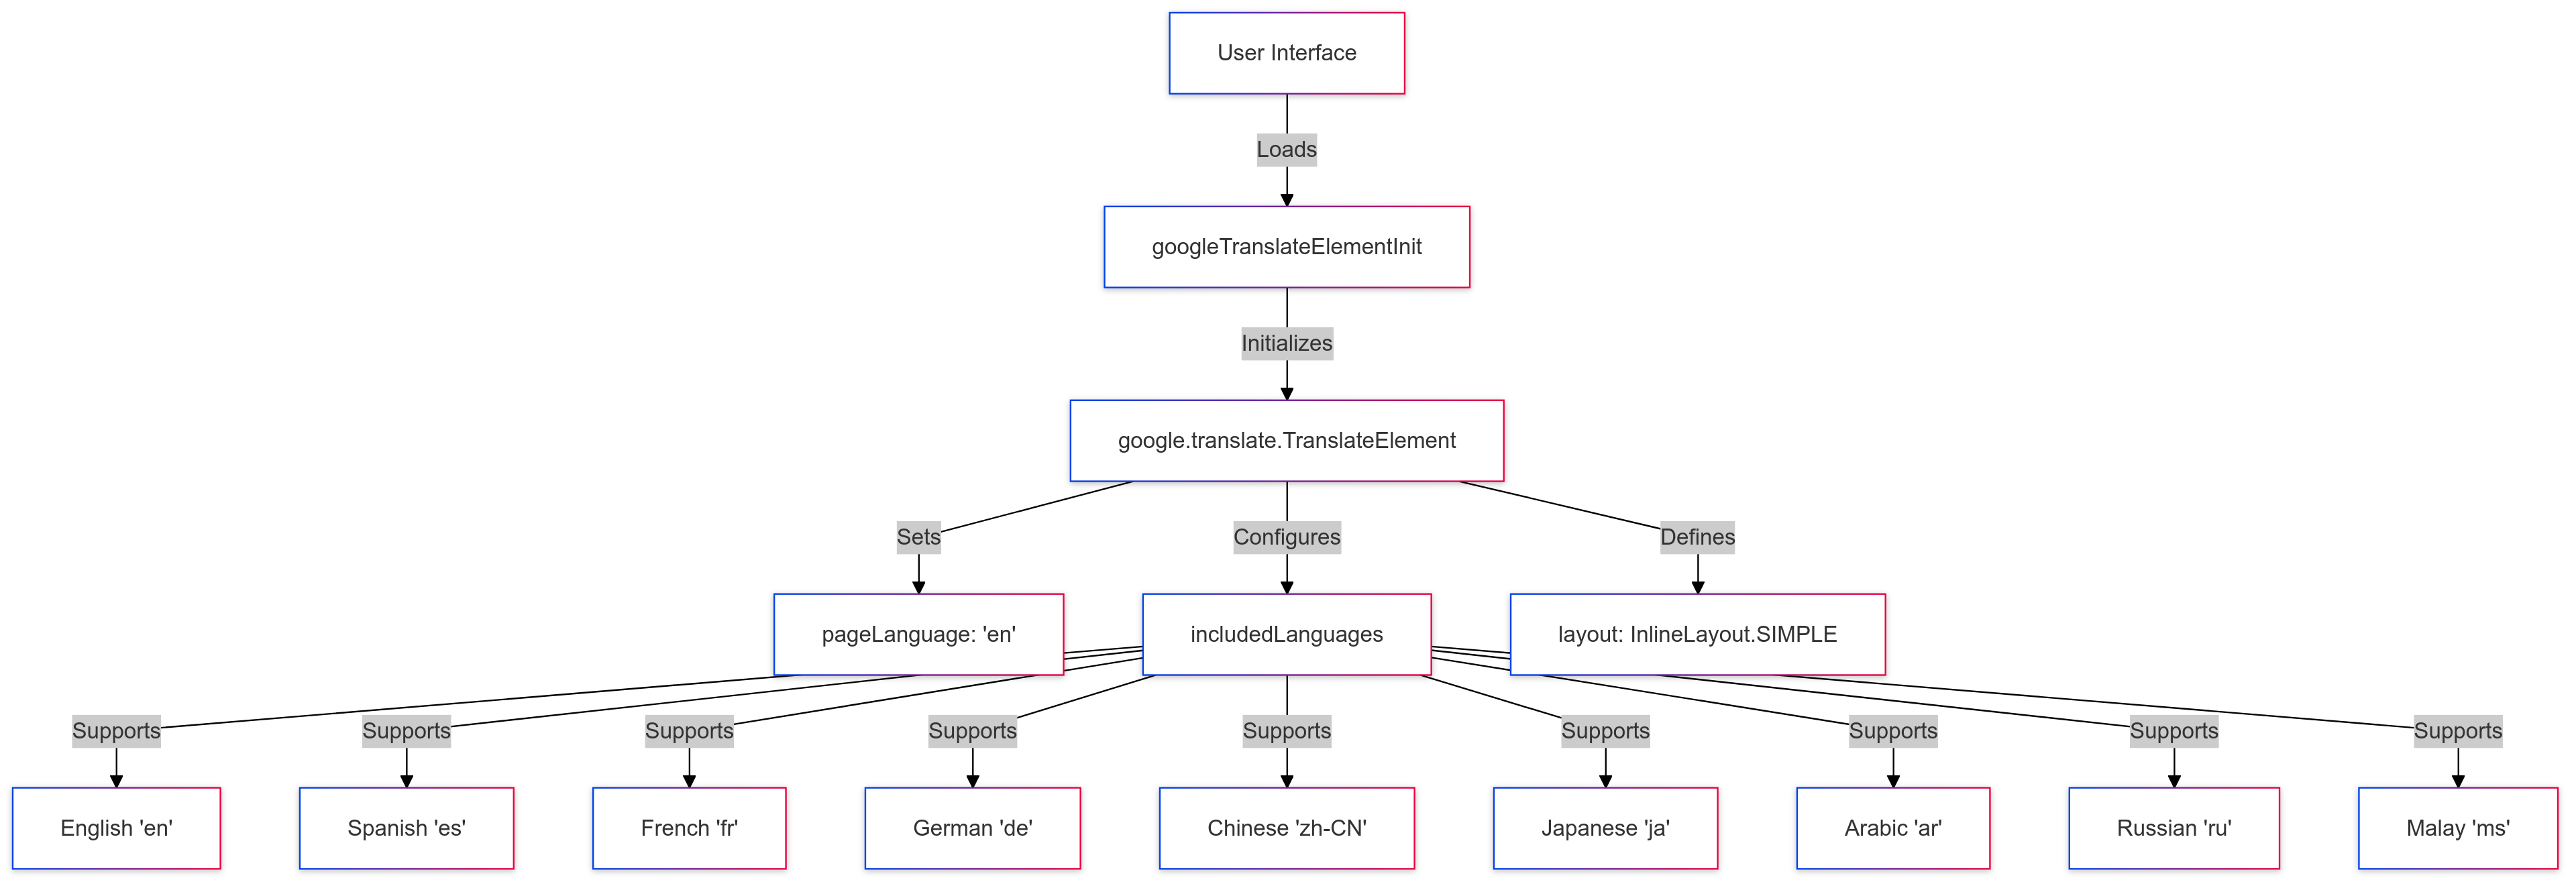 User Interface
Loads
googleTranslateElementInit
Initializes
google.translate.TranslateElement
Sets
Configures
Defines
pageLanguage: 'en'
includedLanguages
layout: InlineLayout.SIMPLE
Supports
Supports
Supports
Supports
Supports
Supports
Supports
Supports
Supports
English 'en'
Spanish 'es'
French 'fr'
German 'de'
Chinese 'zh-CN'
Japanese 'ja'
Arabic 'ar'
Russian 'ru'
Malay 'ms'